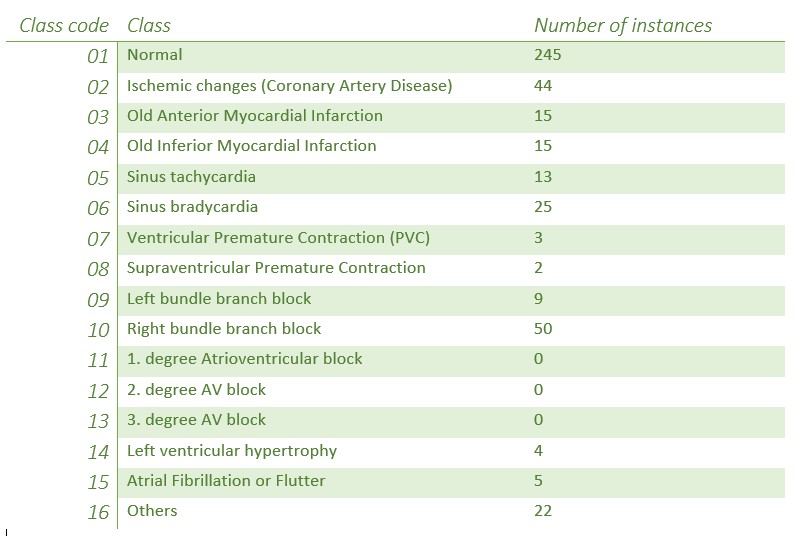 Class code Class Number of instances
01 Normal 245
02 Ischemic changes (Coronary Artery Disease) 44
03 Old Anterior Myocardial Infarction 15
04 Old Inferior Myocardial Infarction 15
05 Sinus tachycardia 13
06 Sinus bradycardia 25
07 Ventricular Premature Contraction (PVC) 3
08 Supraventricular Premature Contraction 2
09 Left bundle branch block 9
10 Right bundle branch block 50
11 1. degree Atrioventricular block 0
12 2. degree AV block 0
13 3. degree AV block 0
14 Left ventricular hypertrophy 4
15 Atrial Fibrillation or Flutter 5
16 Others 22